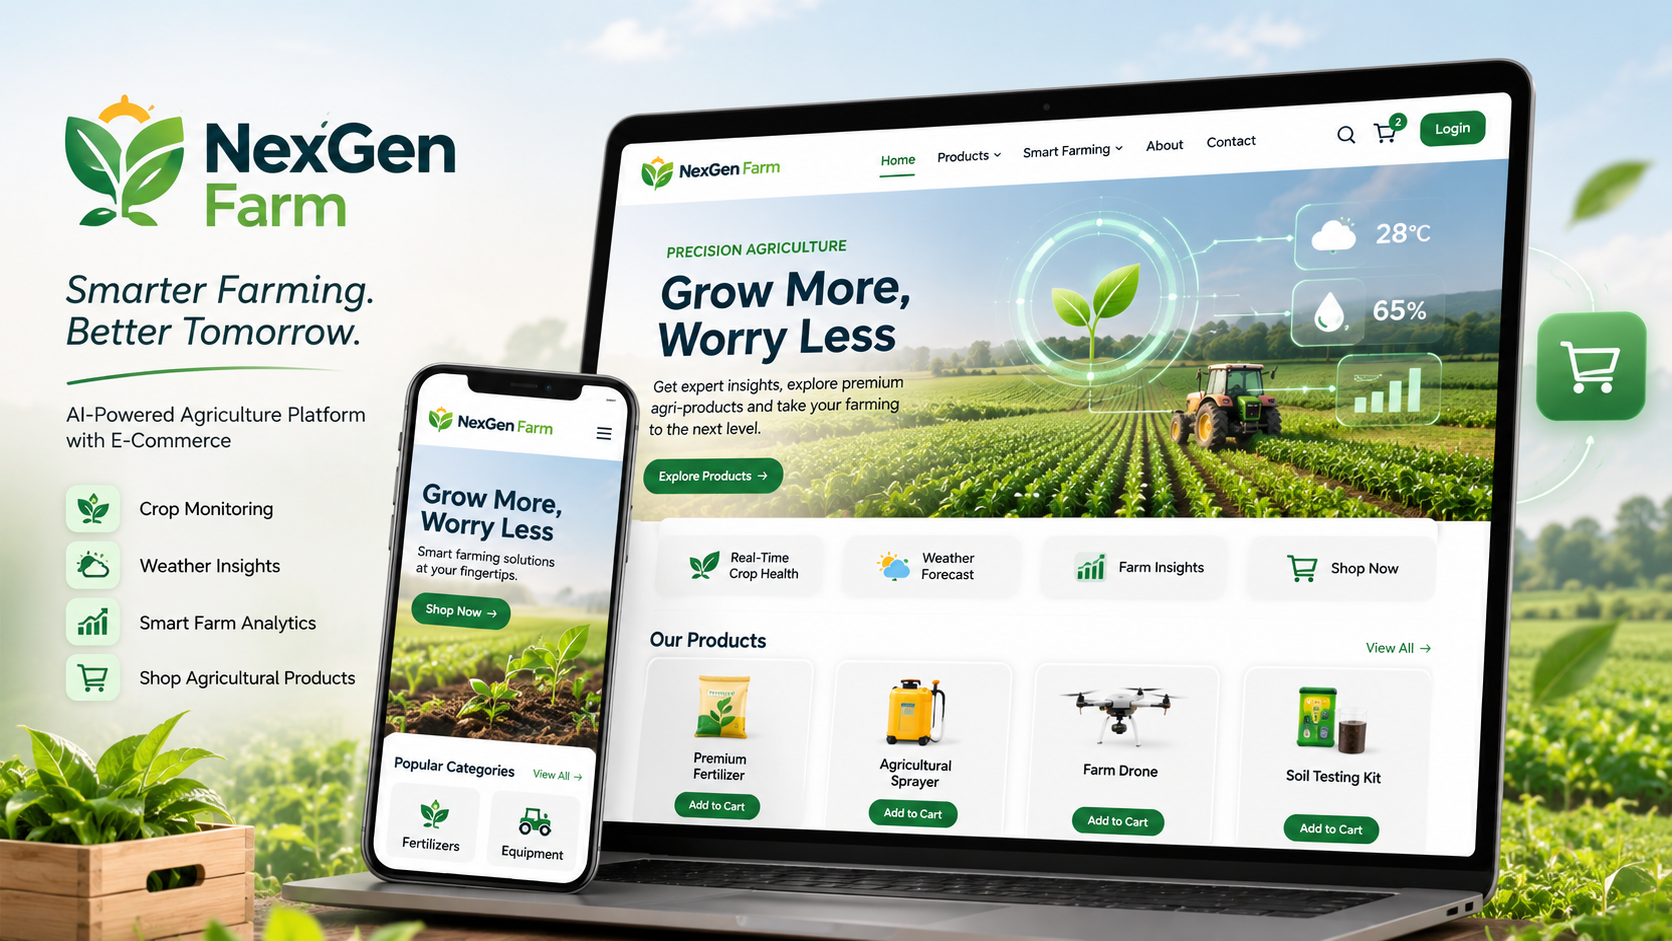 NexGen
Farm
Smarter Farming.
Better Tomorrow.
AI-Powered Agriculture Platform
with E-Commerce
Crop Monitoring
Weather Insights
Smart Farm Analytics
Shop Agricultural Products
NexGen Farm
Grow More,
Worry Less
Smart farming solutions
at your fingertips.
Shop Now →
Popular Categories
View All →
Fertilizers
Equipment
NexGen Farm
Home
Products
Smart Farming
About
Contact
2
Login
PRECISION AGRICULTURE
Grow More,
Worry Less
Get expert insights, explore premium
agri-products and take your farming
to the next level.
Explore Products →
28°C
65%
Real-Time
Crop Health
Weather
Forecast
Farm Insights
Shop Now
Our Products
View All →
Premium
Fertilizer
Add to Cart
Agricultural
Sprayer
Add to Cart
Farm Drone
Add to Cart
Soil Testing Kit
Add to Cart